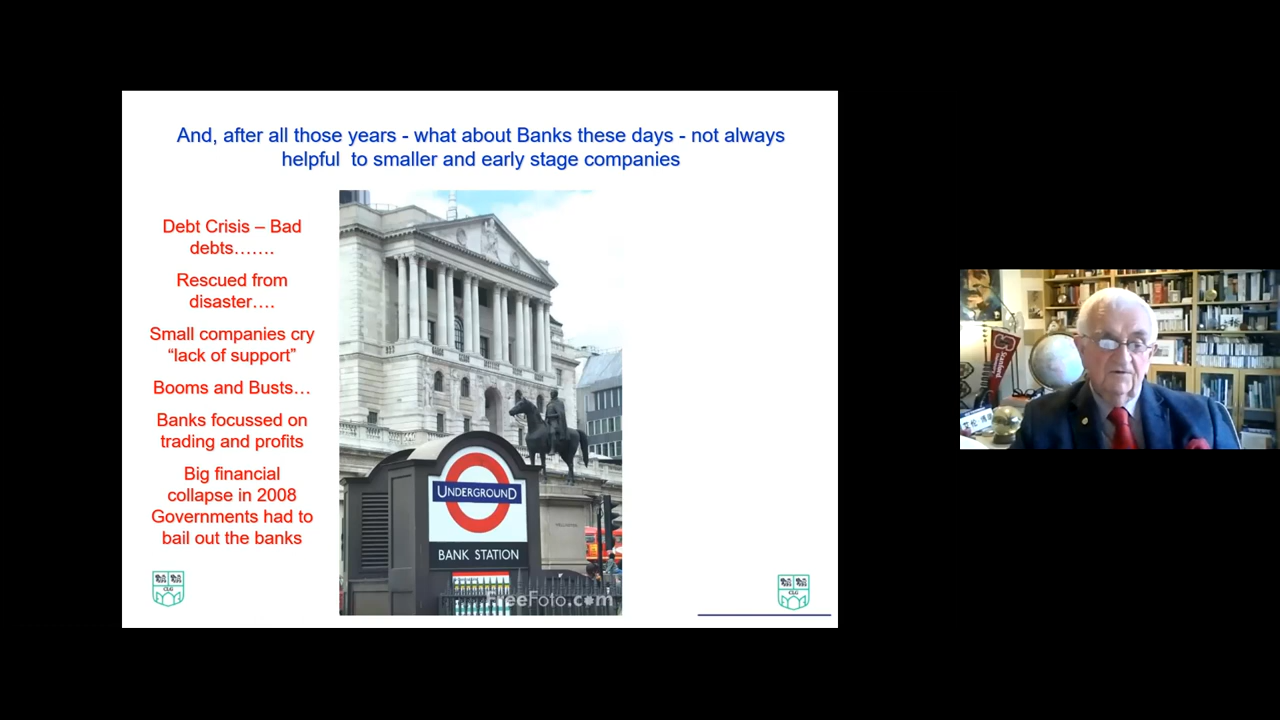 And, after all those years - what about Banks these days - not always
helpful  to smaller and early stage companies
Debt Crisis – Bad
debts…….
Rescued from
disaster….
Small companies cry
“lack of support”
Booms and Busts…
Banks focussed on
trading and profits
Big financial
collapse in 2008
Governments had to
bail out the banks
UNDERGROUND
BANK STATION
FreeFoto.com
CLG
CLG
Stanford